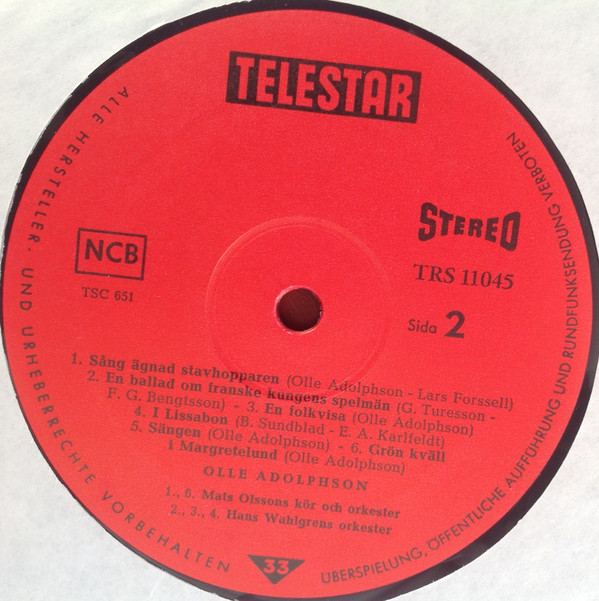 TELESTAR
ALLE HERSTELLER- UND URHEBERRECHTE VORBEHALTEN
ÜBERSPIELUNG, ÖFFENTLICHE AUFFÜHRUNG UND RUNDFUNKSENDUNG VERBOTEN
NCB
TSC 651
STEREO
TRS 11045
Sida 2
1. Sång ägnad stavhopparen (Olle Adolphson - Lars Forssell)
2. En ballad om franske kungens spelmän (G. Turesson -
F. G. Bengtsson) - 3. En folkvisa (Olle Adolphson)
4. I Lissabon (B. Sundblad - E. A. Karlfeldt)
5. Sängen (Olle Adolphson) - 6. Grön kväll
i Margretelund (Olle Adolphson)
OLLE ADOLPHSON
1., 6. Mats Olssons kör och orkester
2., 3., 4. Hans Wahlgrens orkester
33